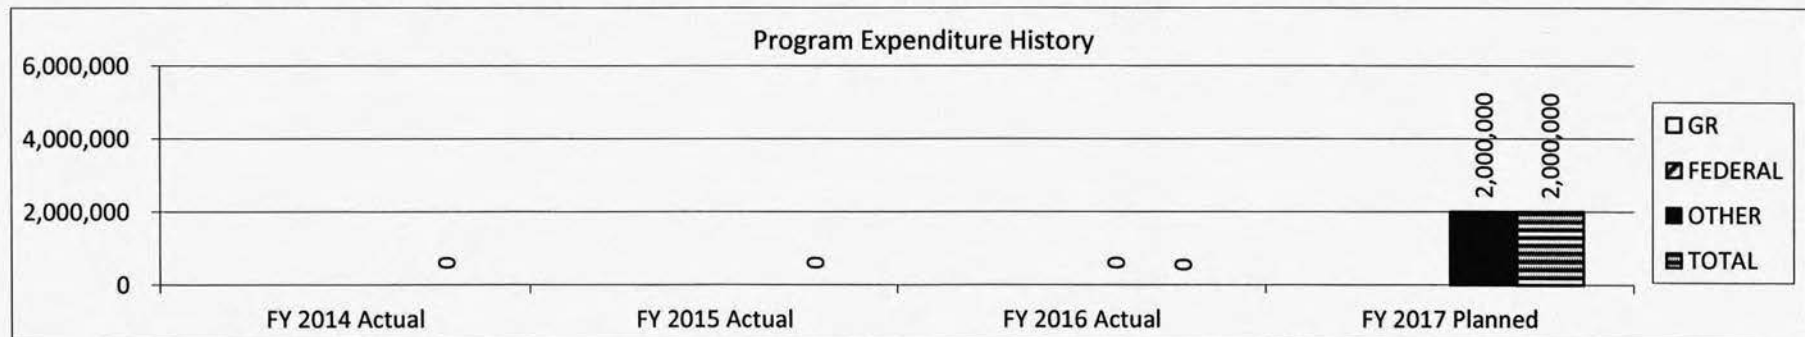 Program Expenditure History
6,000,000
4,000,000
2,000,000
0
0
0
0
0
2,000,000
2,000,000
FY 2014 Actual
FY 2015 Actual
FY 2016 Actual
FY 2017 Planned
GR
FEDERAL
OTHER
TOTAL